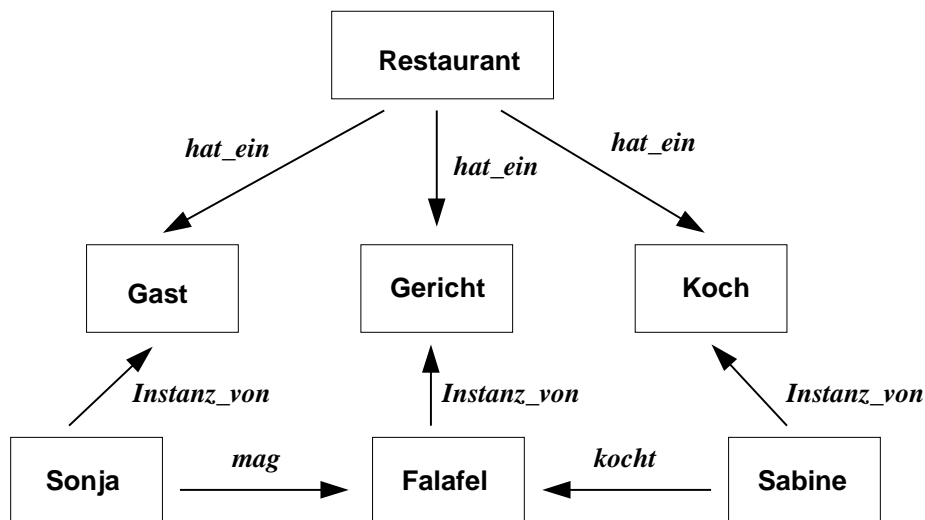 Restaurant
hat_ein
hat_ein
hat_ein
Gast
Gericht
Koch
Instanz_von
Instanz_von
Instanz_von
Sonja
mag
Falafel
kocht
Sabine